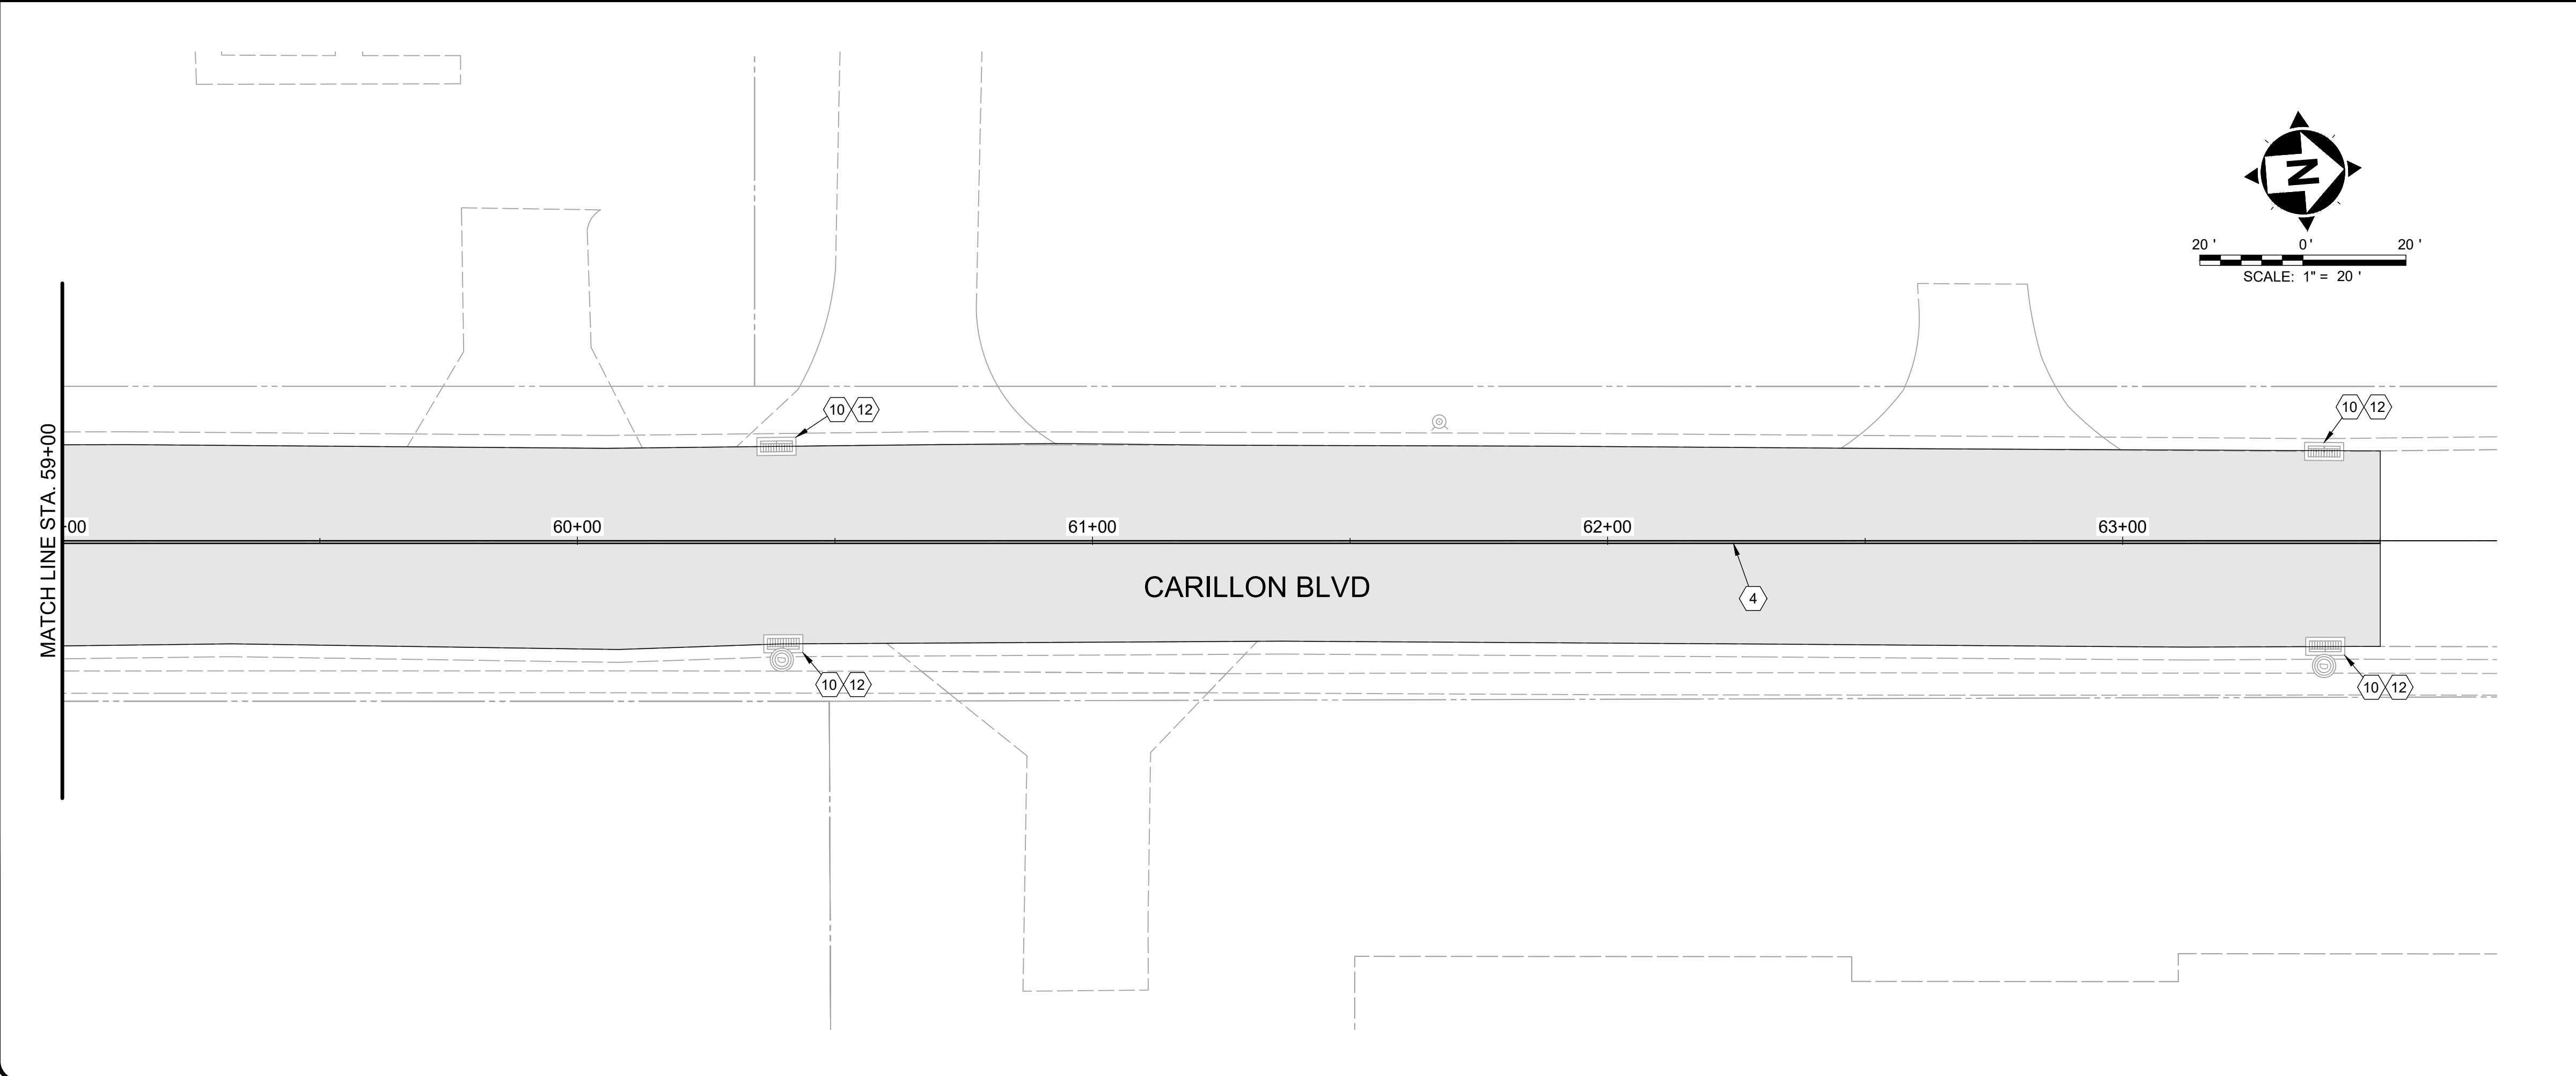 N
20 ' 0' 20 '
SCALE: 1" = 20 '
10 12
10 12
MATCH LINE STA. 59+00
+00 60+00 61+00 62+00 63+00
CARILLON BLVD
4
10 12
10 12